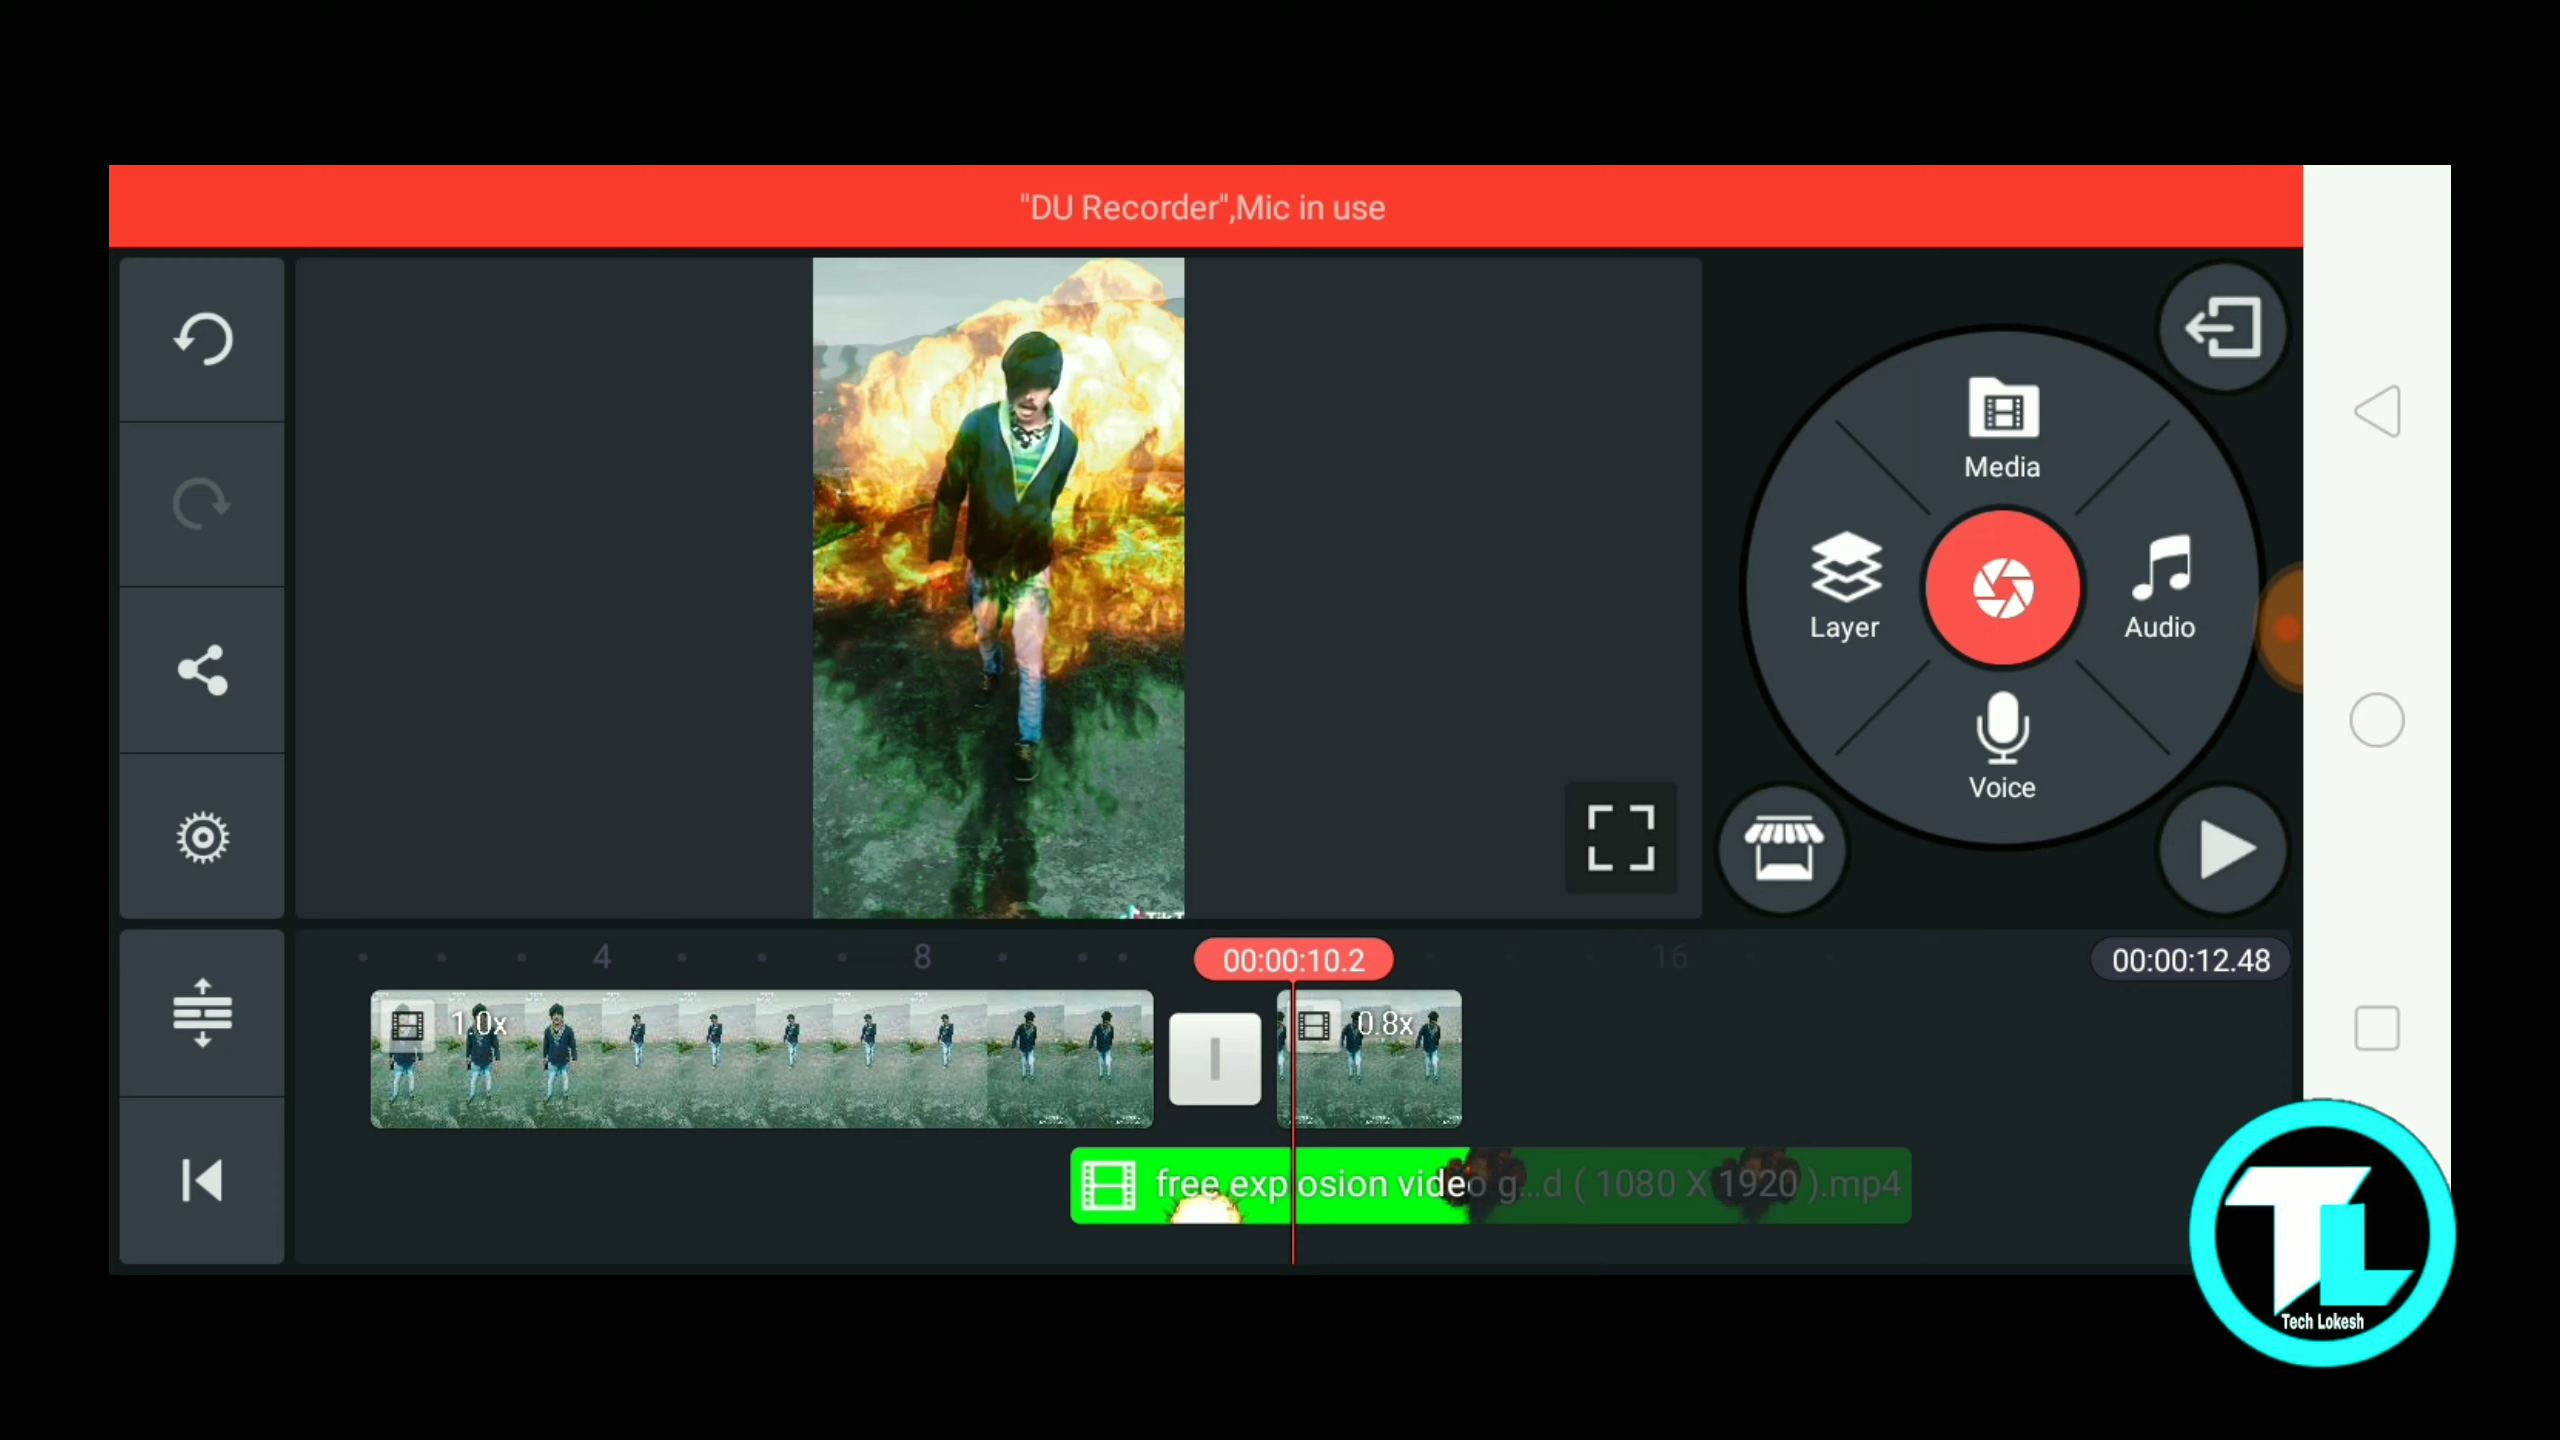 "DU Recorder",Mic in use
Media
Layer
Audio
Voice
4
8
00:00:10.2
16
00:00:12.48
1.0x
0.8x
free explosion video g...d ( 1080 X 1920 ).mp4
TL
Tech Lokesh